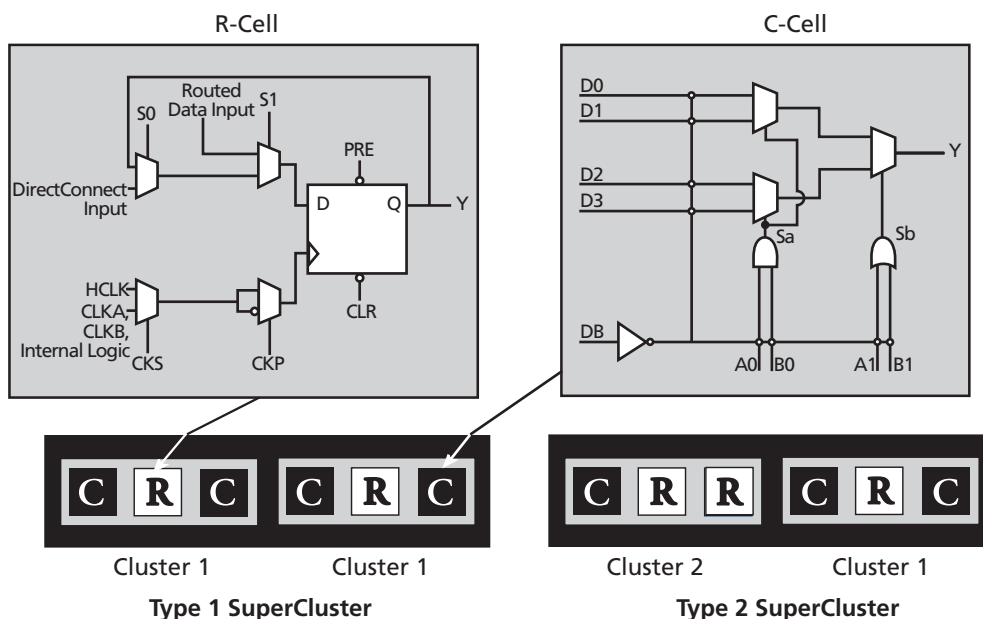 R-Cell
Routed
Data Input
S0
S1
PRE
DirectConnect
Input
D
Q
Y
HCLK
CLKA,
CLKB,
Internal Logic
CKS
CKP
CLR
C-Cell
D0
D1
D2
D3
Y
Sa
Sb
DB
A0
B0
A1
B1
C R C
C R C
Cluster 1
Cluster 1
Type 1 SuperCluster
C R R
C R C
Cluster 2
Cluster 1
Type 2 SuperCluster